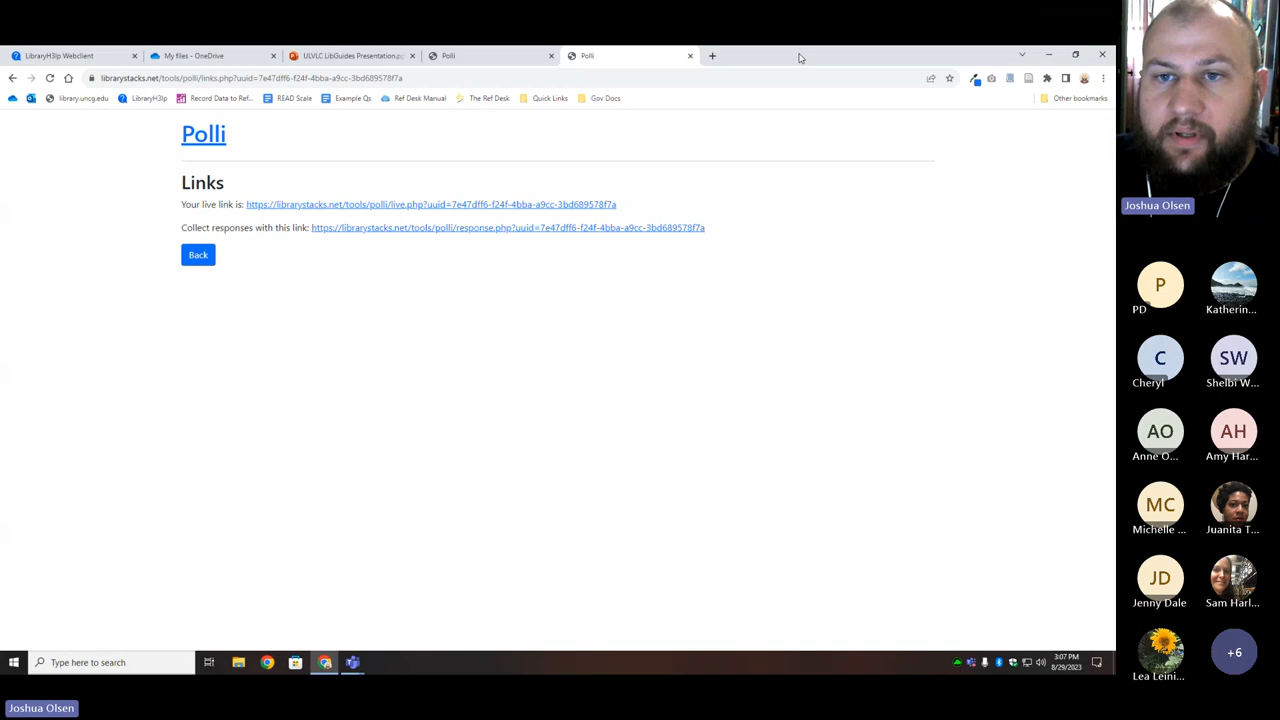 LibraryH3lp Webclient
My files - OneDrive
ULVLC LibGuides Presentation.p
Polli
Polli
librarystacks.net/tools/polli/links.php?uuid=7e47dff6-f24f-4bba-a9cc-3bd689578f7a
library.uncg.edu
LibraryH3lp
Record Data to Ref...
READ Scale
Example Qs
Ref Desk Manual
The Ref Desk
Quick Links
Gov Docs
Other bookmarks
Polli
Links
Your live link is: https://librarystacks.net/tools/polli/live.php?uuid=7e47dff6-f24f-4bba-a9cc-3bd689578f7a
Collect responses with this link: https://librarystacks.net/tools/polli/response.php?uuid=7e47dff6-f24f-4bba-a9cc-3bd689578f7a
Back
Joshua Olsen
P
PD
Katherin...
C
Cheryl
SW
Shelbi W...
AO
Anne O...
AH
Amy Har...
MC
Michelle ...
Juanita T...
JD
Jenny Dale
Sam Harl...
Lea Leini...
+6
Type here to search
3:07 PM
8/29/2023
Joshua Olsen